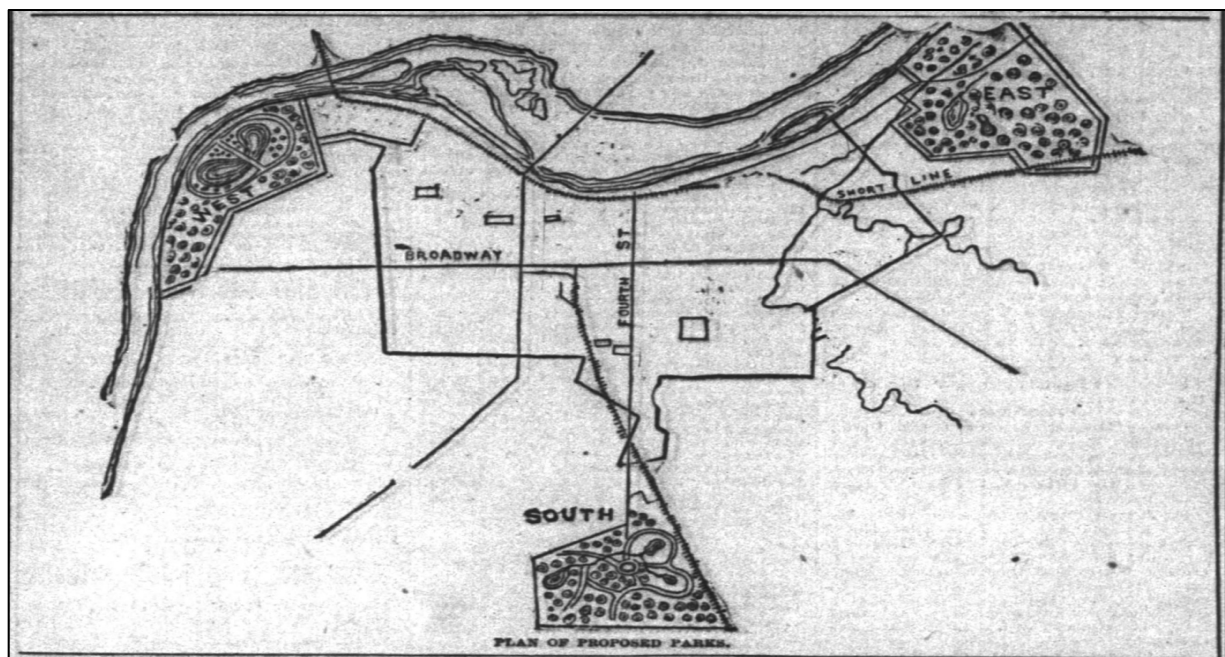 EAST
WEST
SHORT LINE
BROADWAY
FOURTH ST
SOUTH
PLAN OF PROPOSED PARKS.